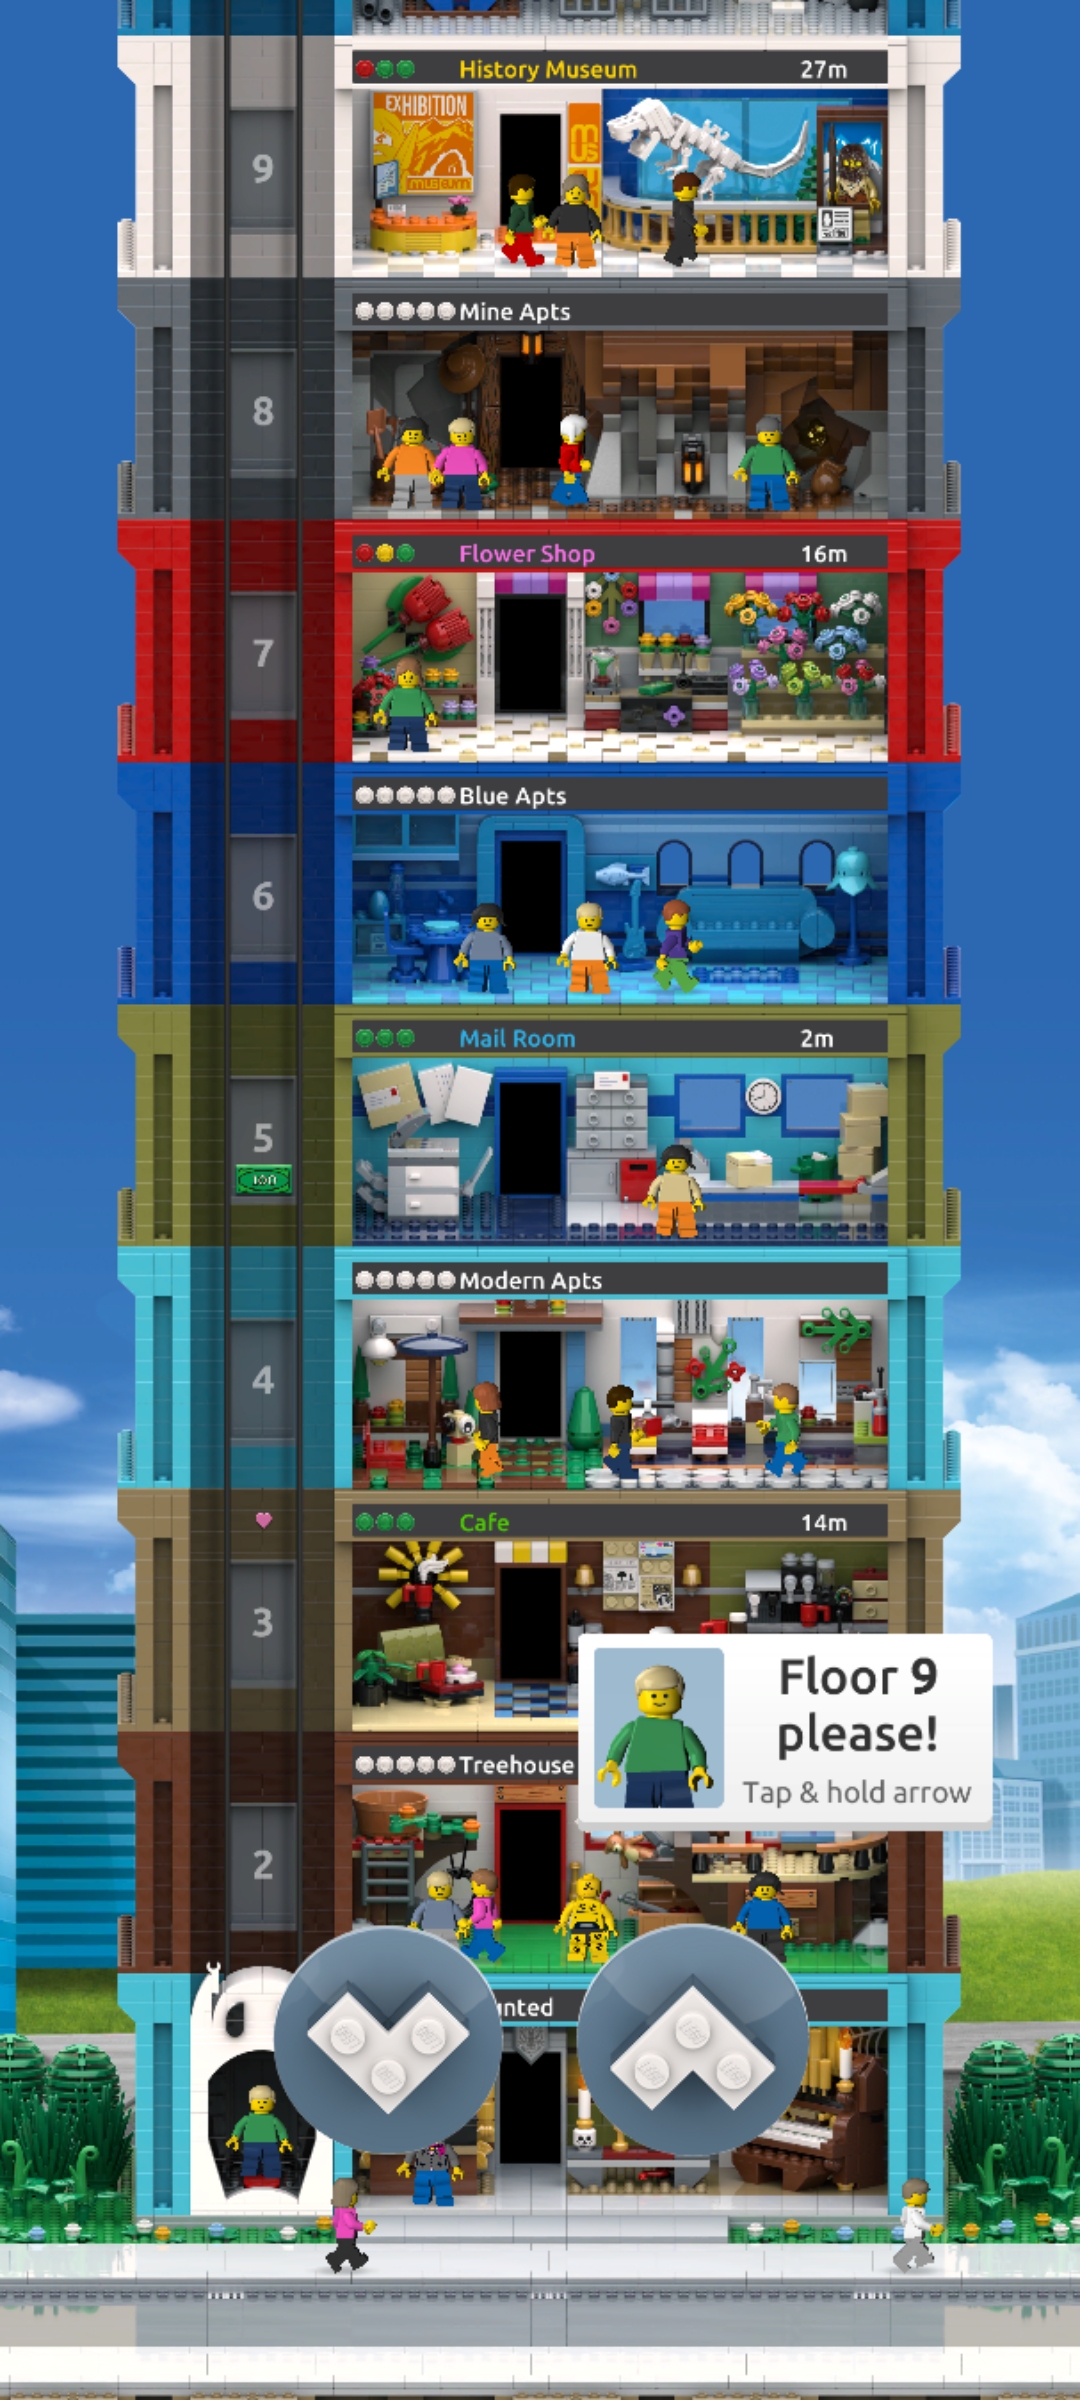 History Museum 27m
EXHIBITION
museum
9
Mine Apts
8
Flower Shop 16m
7
Blue Apts
6
Mail Room 2m
5
100
Modern Apts
4
Cafe 14m
3
Floor 9
please!
Tap & hold arrow
Treehouse
2
nted